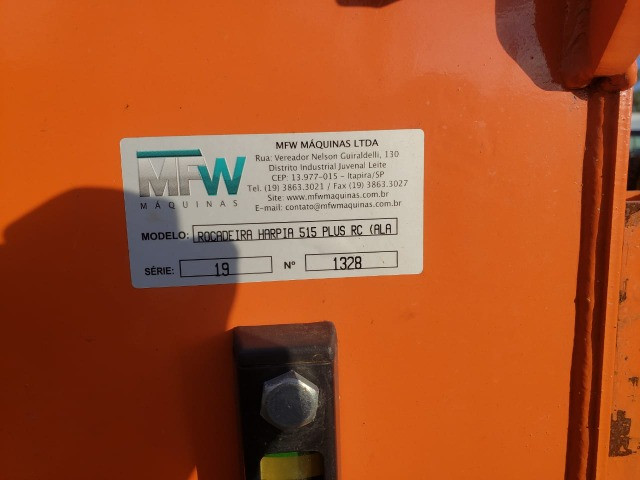 MFW
MÁQUINAS
MFW MÁQUINAS LTDA
Rua: Vereador Nelson Guiraldelli, 130
Distrito Industrial Juvenal Leite
CEP: 13.977-015 - Itapira/SP
Tel. (19) 3863.3021 / Fax (19) 3863.3027
Site: www.mfwmaquinas.com.br
E-mail: contato@mfwmaquinas.com.br
MODELO: ROCADEIRA HARPIA 515 PLUS RC (ALA
SÉRIE: 19 Nº 1328